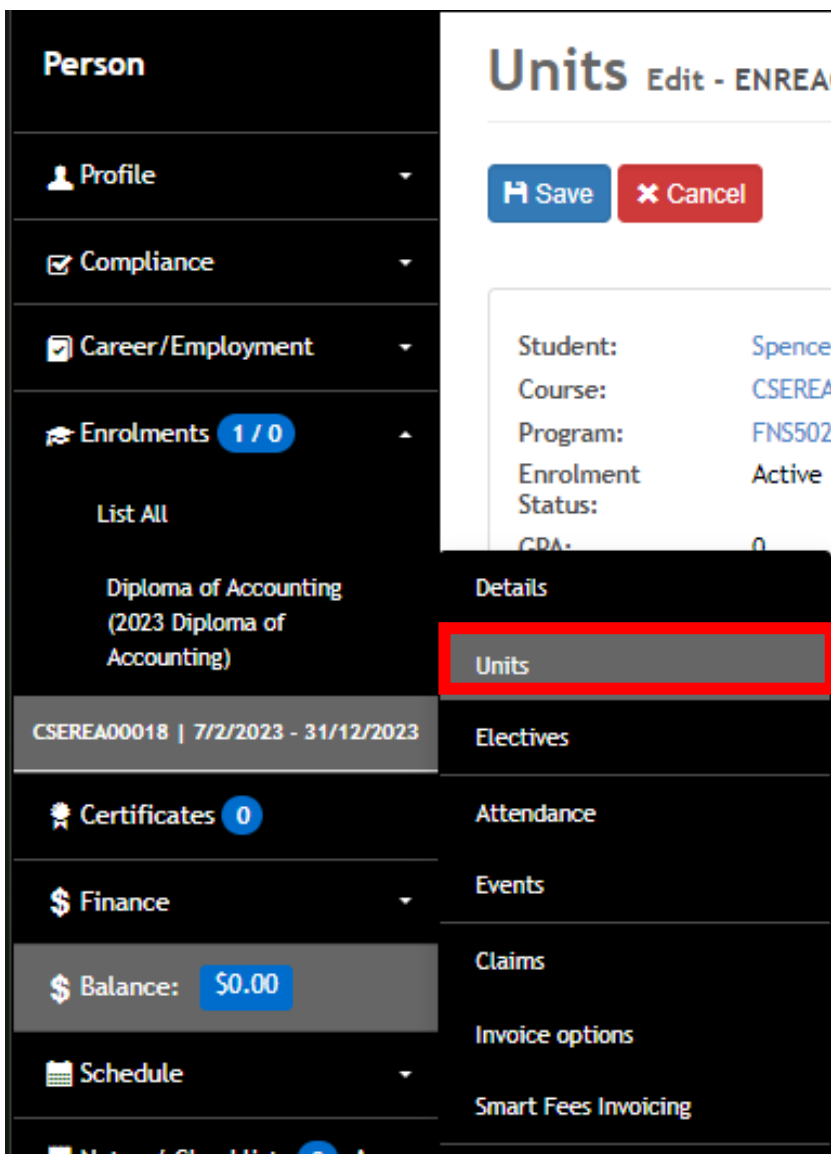 Person
Profile
Compliance
Career/Employment
Enrolments 1 / 0
List All
Diploma of Accounting
(2023 Diploma of
Accounting)
CSEREA00018 | 7/2/2023 - 31/12/2023
Certificates 0
Finance
Balance: $0.00
Schedule
Units Edit - ENREA
Save Cancel
Student: Spence
Course: CSEREA
Program: FNS502
Enrolment Active
Status:
GPA: 0
Details
Units
Electives
Attendance
Events
Claims
Invoice options
Smart Fees Invoicing